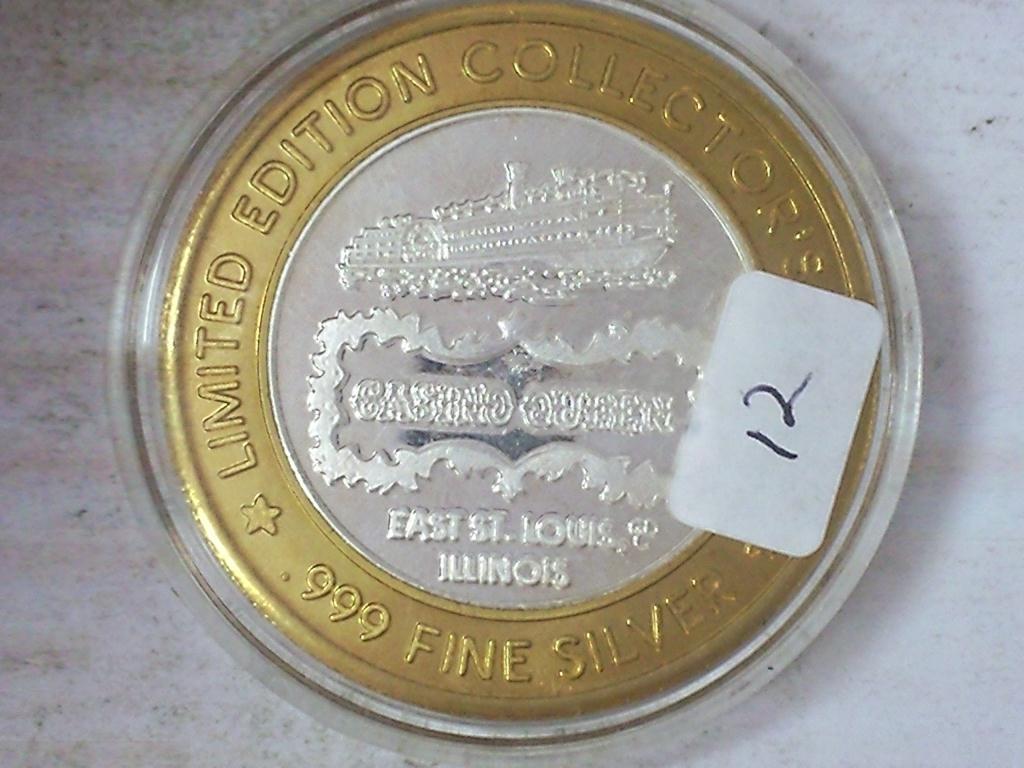 LIMITED EDITION COLLECTOR'S
CASINO QUEEN
EAST ST. LOUIS,
ILLINOIS
.999 FINE SILVER
12